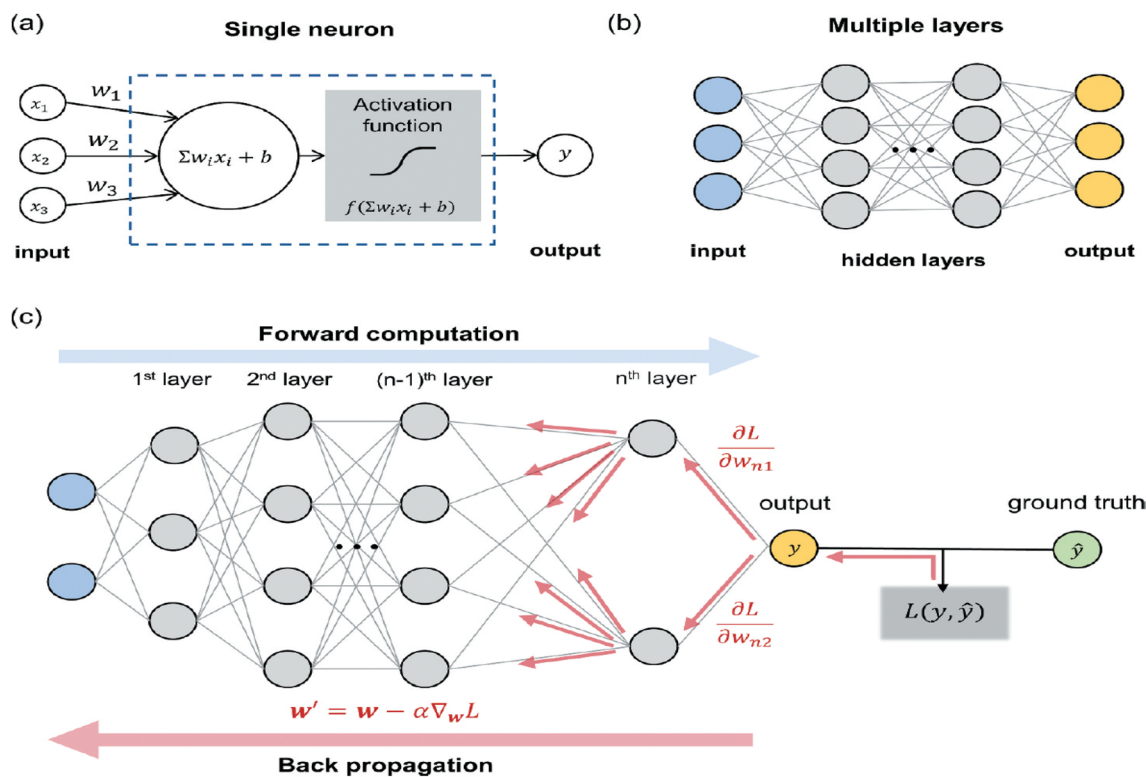 (a)
Single neuron
x₁
w₁
x₂
w₂
x₃
w₃
Σwᵢxᵢ + b
Activation
function
f(Σwᵢxᵢ + b)
y
input
output
(b)
Multiple layers
input
hidden layers
output
(c)
Forward computation
1ˢᵗ layer
2ⁿᵈ layer
(n-1)ᵗʰ layer
nᵗʰ layer
∂L
∂wₙ₁
output
ground truth
y
ŷ
L(y, ŷ)
∂L
∂wₙ₂
w′ = w − α∇wL
Back propagation